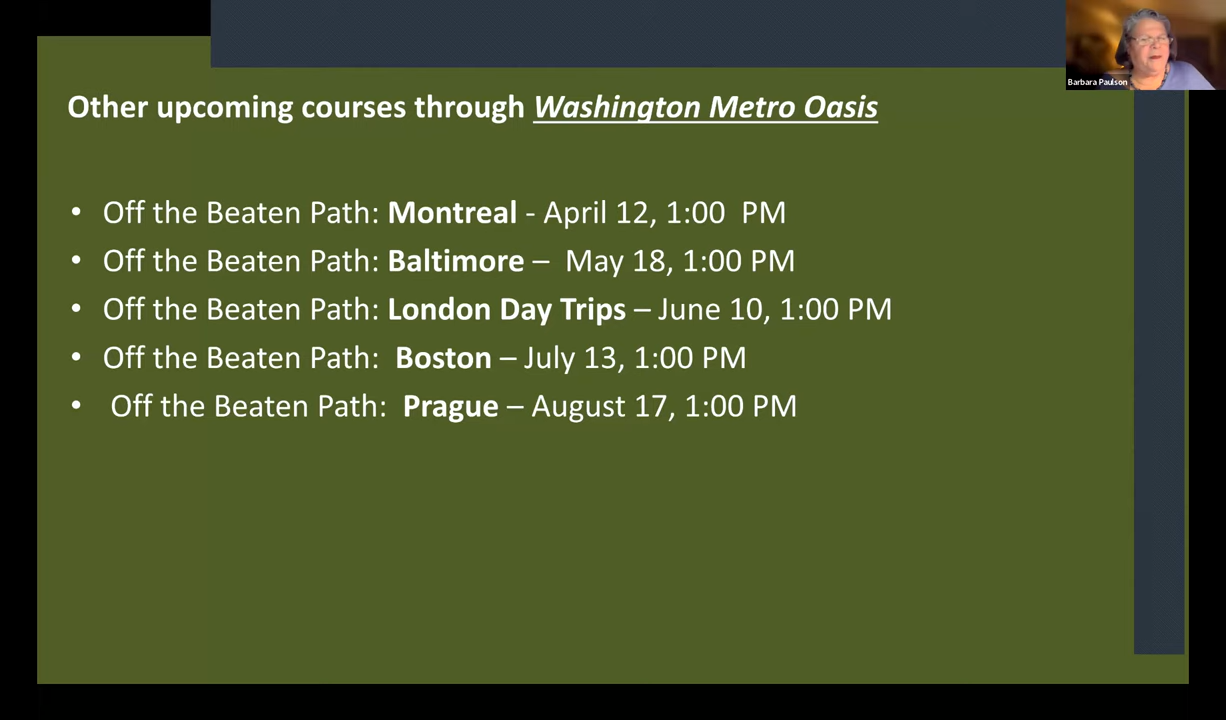 Barbara Paulson
Other upcoming courses through Washington Metro Oasis
• Off the Beaten Path: Montreal - April 12, 1:00 PM
• Off the Beaten Path: Baltimore – May 18, 1:00 PM
• Off the Beaten Path: London Day Trips – June 10, 1:00 PM
• Off the Beaten Path: Boston – July 13, 1:00 PM
• Off the Beaten Path: Prague – August 17, 1:00 PM